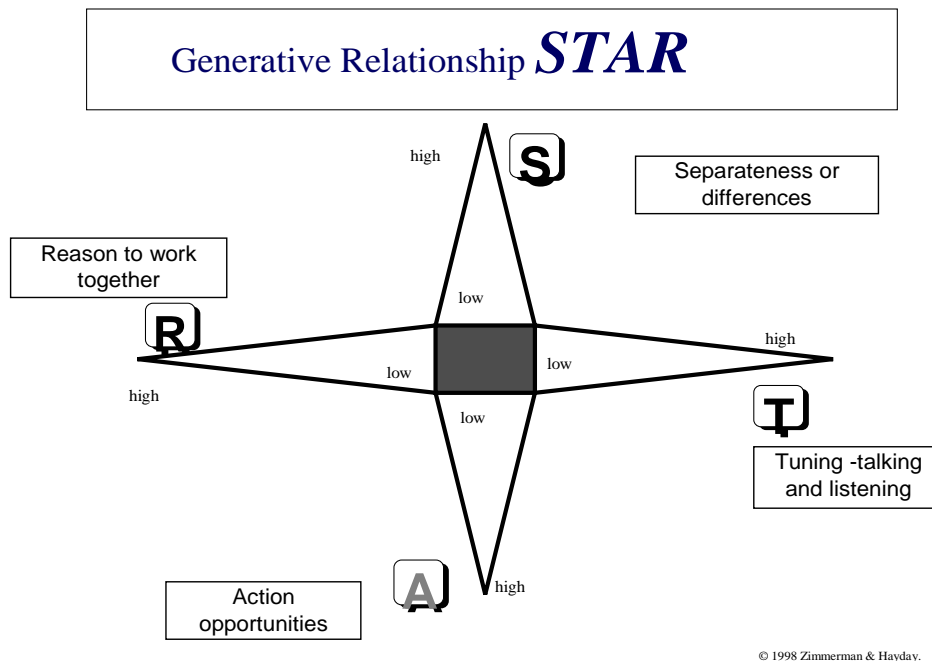 Generative Relationship STAR
high
S
Separateness or
differences
Reason to work
together
low
R
high
low
low
high
low
T
Tuning -talking
and listening
A
high
Action
opportunities
© 1998 Zimmerman & Hayday.